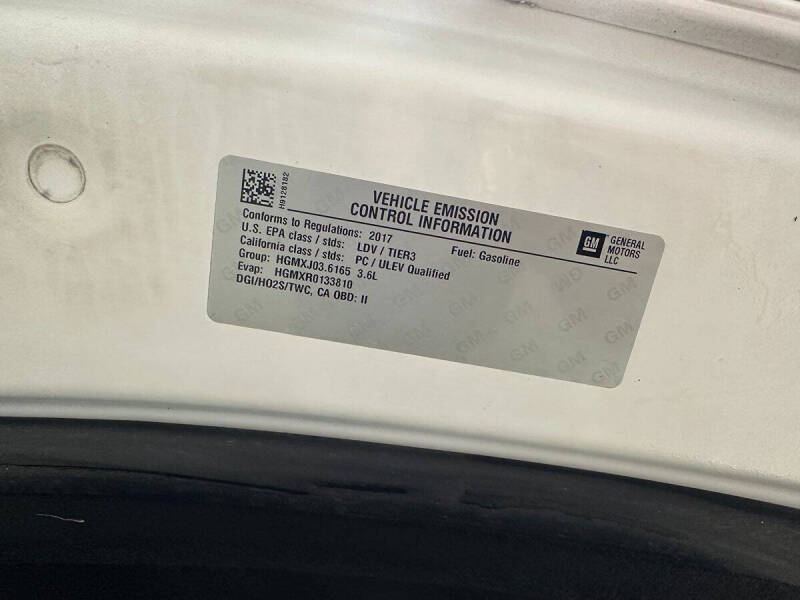 H9128182
VEHICLE EMISSION
CONTROL INFORMATION
Conforms to Regulations: 2017 Fuel: Gasoline
U.S. EPA class / stds: LDV / TIER3
California class / stds: PC / ULEV Qualified
Group: HGMXJ03.6165 3.6L
Evap: HGMXR0133810
DGI/HO2S/TWC, CA OBD: II
GM
GENERAL
MOTORS
LLC